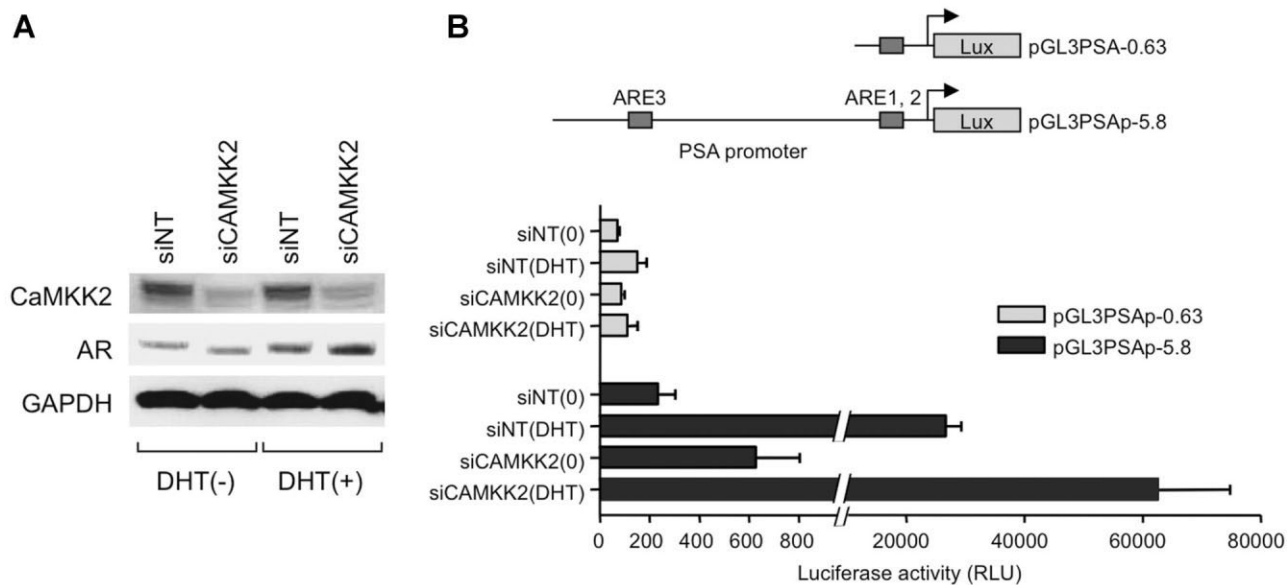 A
siNT
siCAMKK2
siNT
siCAMKK2
CaMKK2
AR
GAPDH
DHT(-)
DHT(+)
B
Lux
pGL3PSA-0.63
ARE3
ARE1, 2
Lux
pGL3PSAp-5.8
PSA promoter
siNT(0)
siNT(DHT)
siCAMKK2(0)
siCAMKK2(DHT)
pGL3PSAp-0.63
pGL3PSAp-5.8
siNT(0)
siNT(DHT)
siCAMKK2(0)
siCAMKK2(DHT)
0 200 400 600 800 20000 40000 60000 80000
Luciferase activity (RLU)